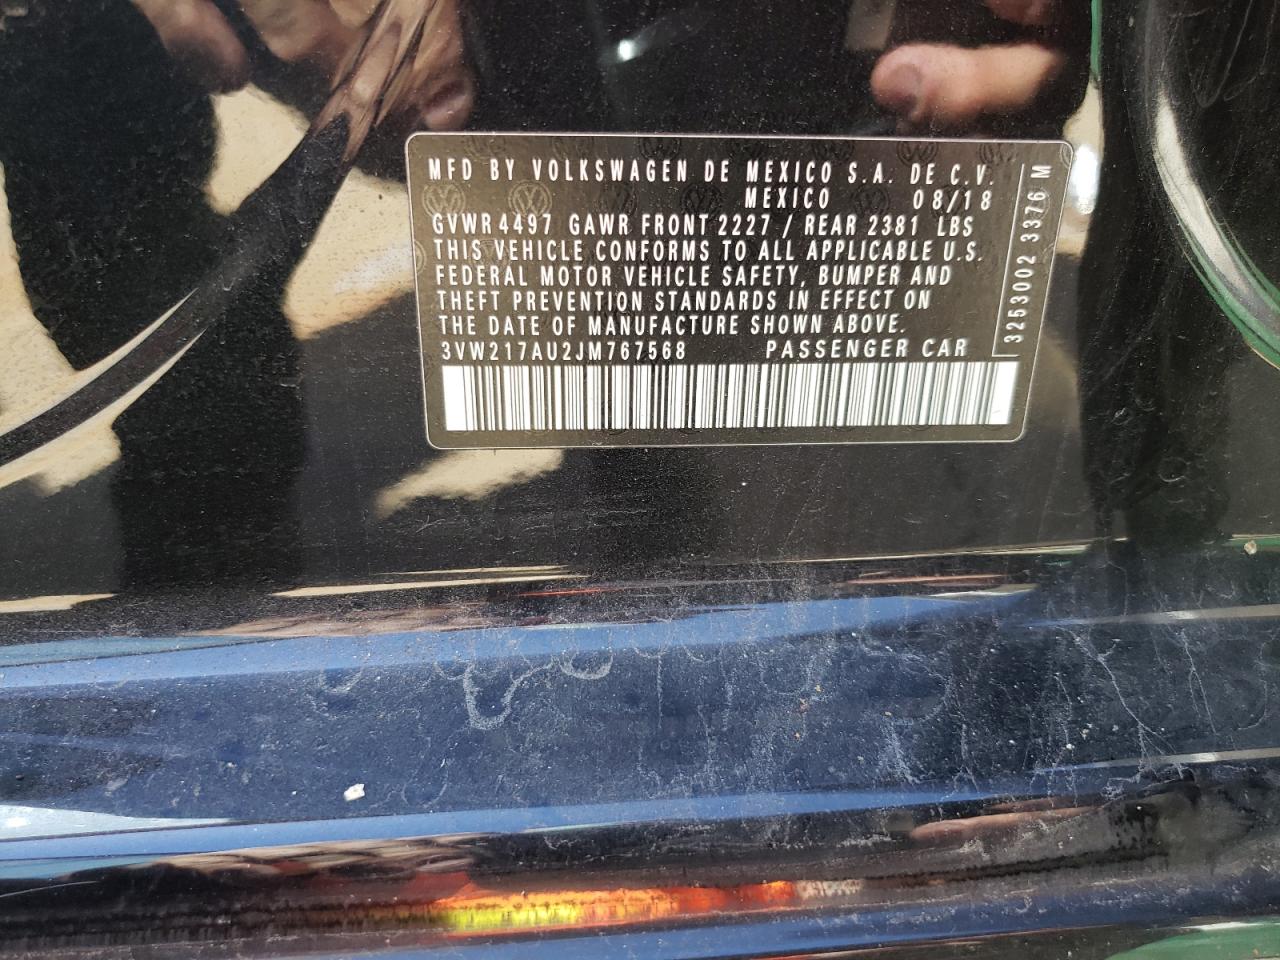 MFD BY VOLKSWAGEN DE MEXICO S.A. DE C.V.
MEXICO 08/18
GVWR 4497 GAWR FRONT 2227 / REAR 2381 LBS
THIS VEHICLE CONFORMS TO ALL APPLICABLE U.S.
FEDERAL MOTOR VEHICLE SAFETY, BUMPER AND
THEFT PREVENTION STANDARDS IN EFFECT ON
THE DATE OF MANUFACTURE SHOWN ABOVE.
3VW217AU2JM767568 PASSENGER CAR
3253002 3376 M